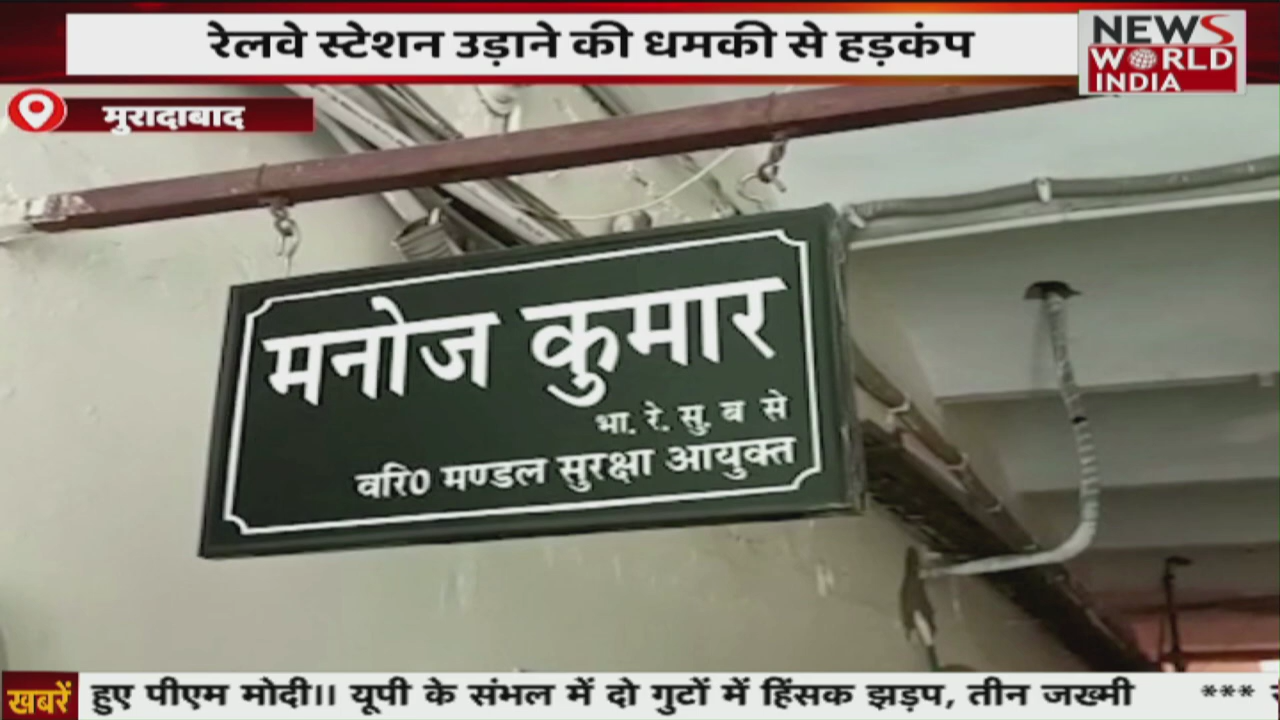 रेलवे स्टेशन उड़ाने की धमकी से हड़कंप
NEWS
WORLD
INDIA
मुरादाबाद
मनोज कुमार
भा. रे. सु. ब से
वरि0 मण्डल सुरक्षा आयुक्त
खबरें
हुए पीएम मोदी।। यूपी के संभल में दो गुटों में हिंसक झड़प, तीन जख्मी ***